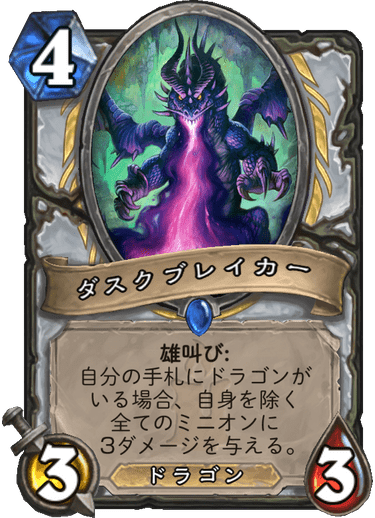 4
ダスクブレイカー
雄叫び:
自分の手札にドラゴンが
いる場合、自身を除く
全てのミニオンに
3ダメージを与える。
3
ドラゴン
3